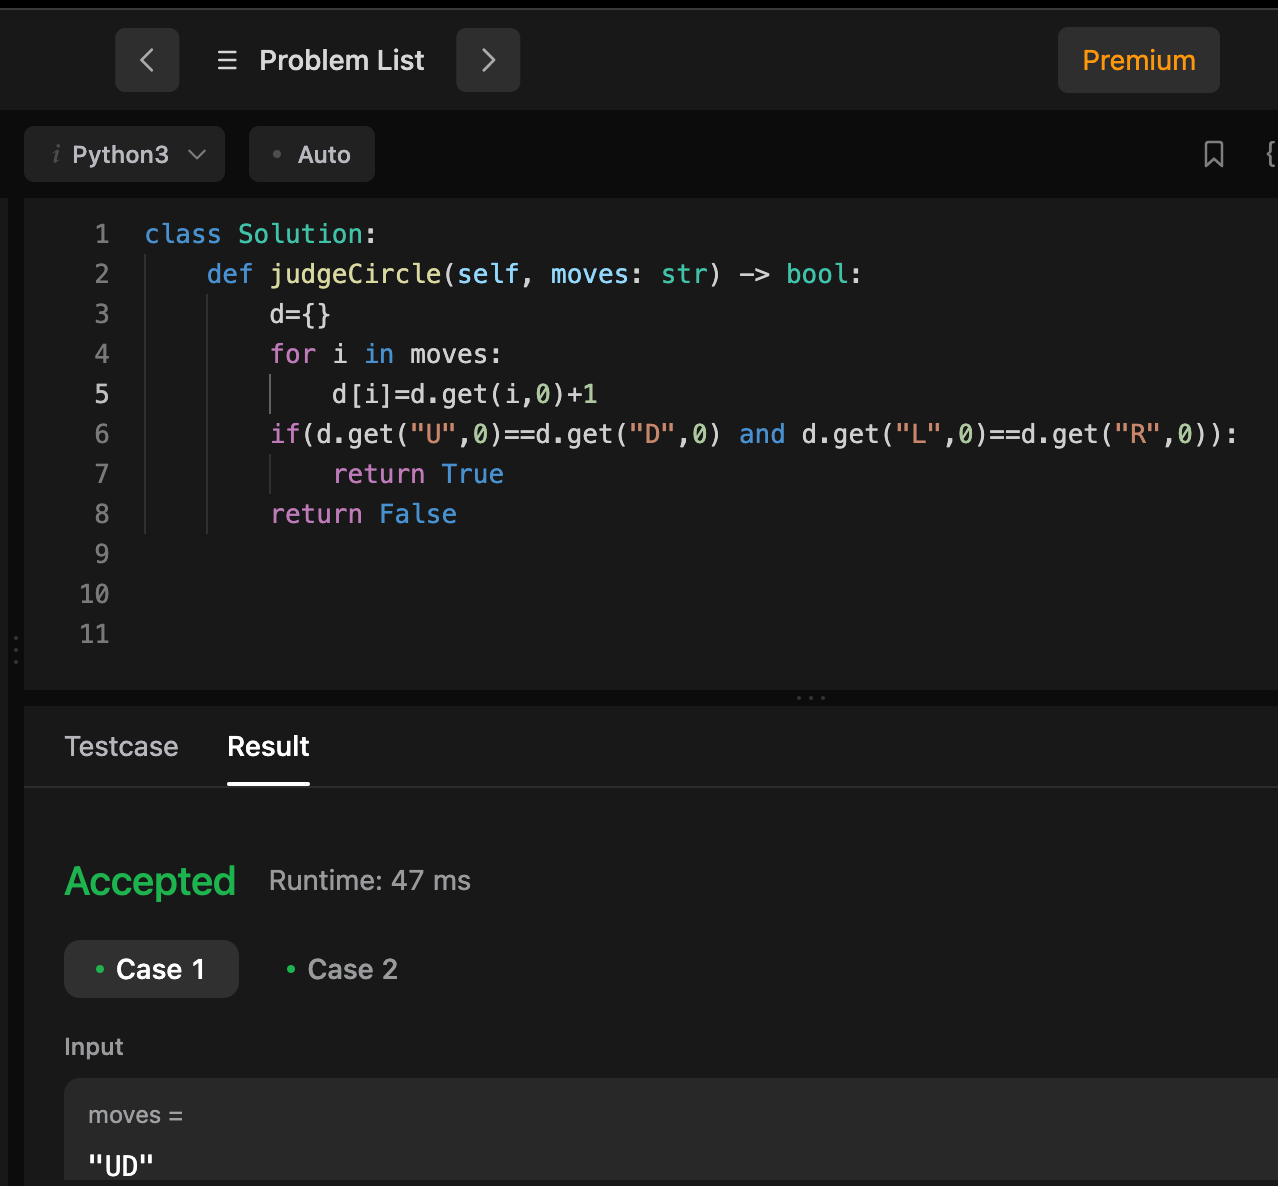 Problem List
Premium
i Python3
Auto
{
1 class Solution:
2     def judgeCircle(self, moves: str) -> bool:
3         d={}
4         for i in moves:
5             d[i]=d.get(i,0)+1
6         if(d.get("U",0)==d.get("D",0) and d.get("L",0)==d.get("R",0)):
7             return True
8         return False
9
10
11
Testcase
Result
Accepted
Runtime: 47 ms
Case 1
Case 2
Input
moves =
"UD"